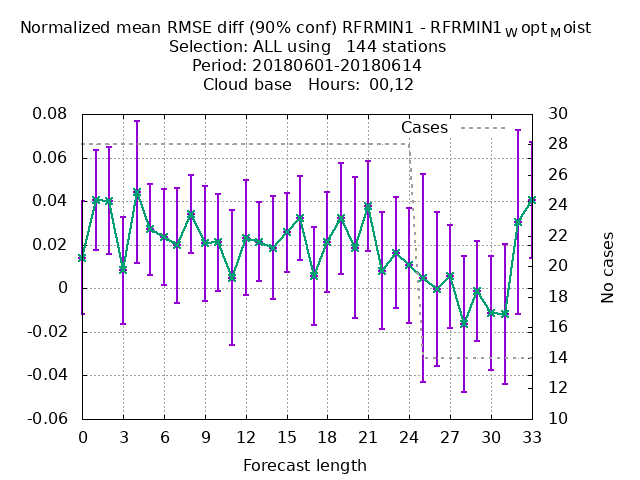 Normalized mean RMSE diff (90% conf) RFRMIN1 - RFRMIN1WoptMoist
Selection: ALL using 144 stations
Period: 20180601-20180614
Cloud base Hours: 00,12
Cases
0.08
0.06
0.04
0.02
0
-0.02
-0.04
-0.06
30
28
26
24
22
20
18
16
14
12
10
No cases
0 3 6 9 12 15 18 21 24 27 30 33
Forecast length